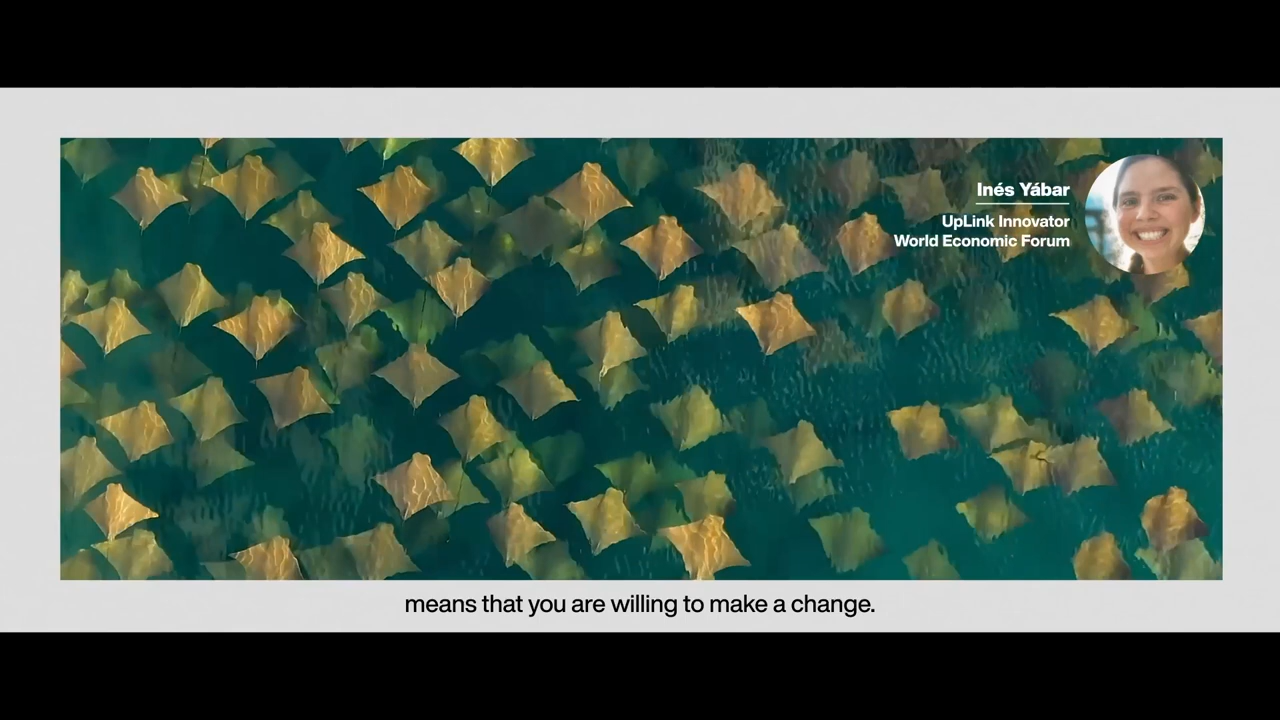 Inés Yábar
UpLink Innovator
World Economic Forum
means that you are willing to make a change.